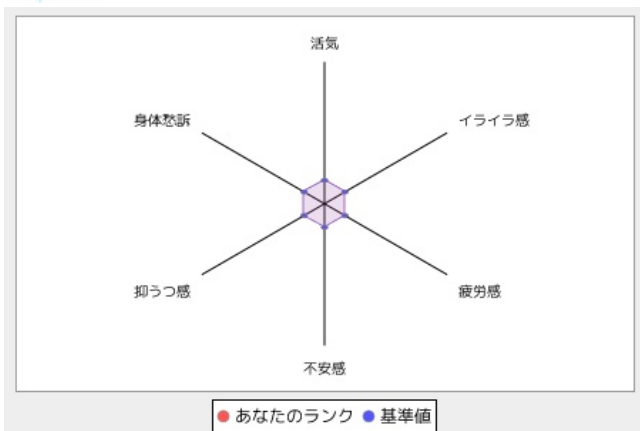 活気
身体愁訴
イライラ感
抑うつ感
疲労感
不安感
あなたのランク 基準値